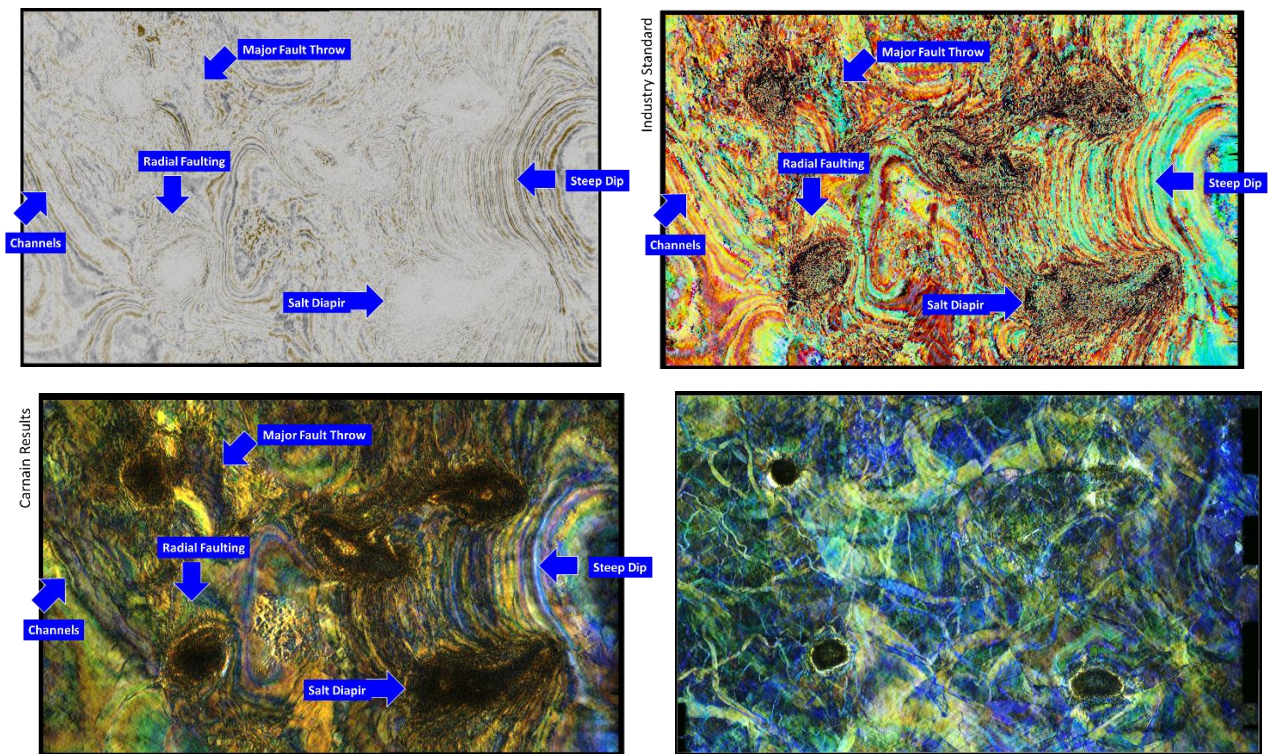 Major Fault Throw
Radial Faulting
Steep Dip
Channels
Salt Diapir
Industry Standard
Major Fault Throw
Radial Faulting
Steep Dip
Channels
Salt Diapir
Carnain Results
Major Fault Throw
Radial Faulting
Steep Dip
Channels
Salt Diapir